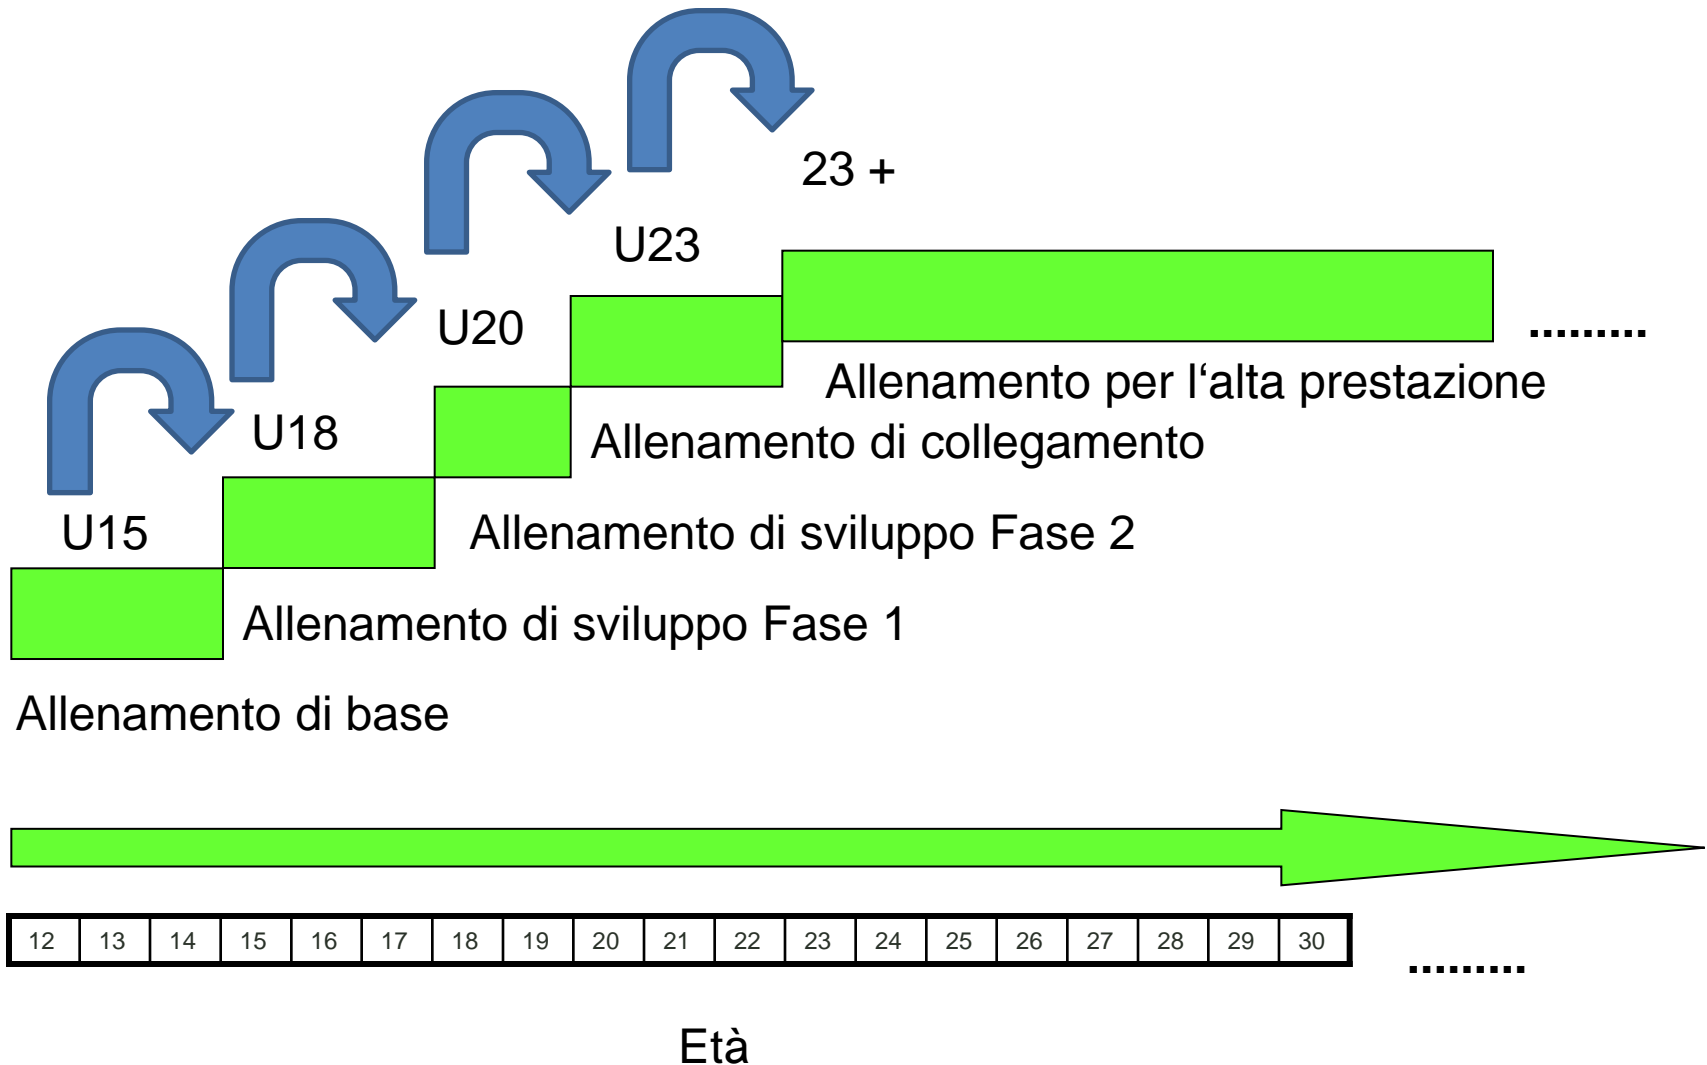 23 +
U23
U20
.........
Allenamento per l‘alta prestazione
U18
Allenamento di collegamento
U15
Allenamento di sviluppo Fase 2
Allenamento di sviluppo Fase 1
Allenamento di base
12 13 14 15 16 17 18 19 20 21 22 23 24 25 26 27 28 29 30
.........
Età